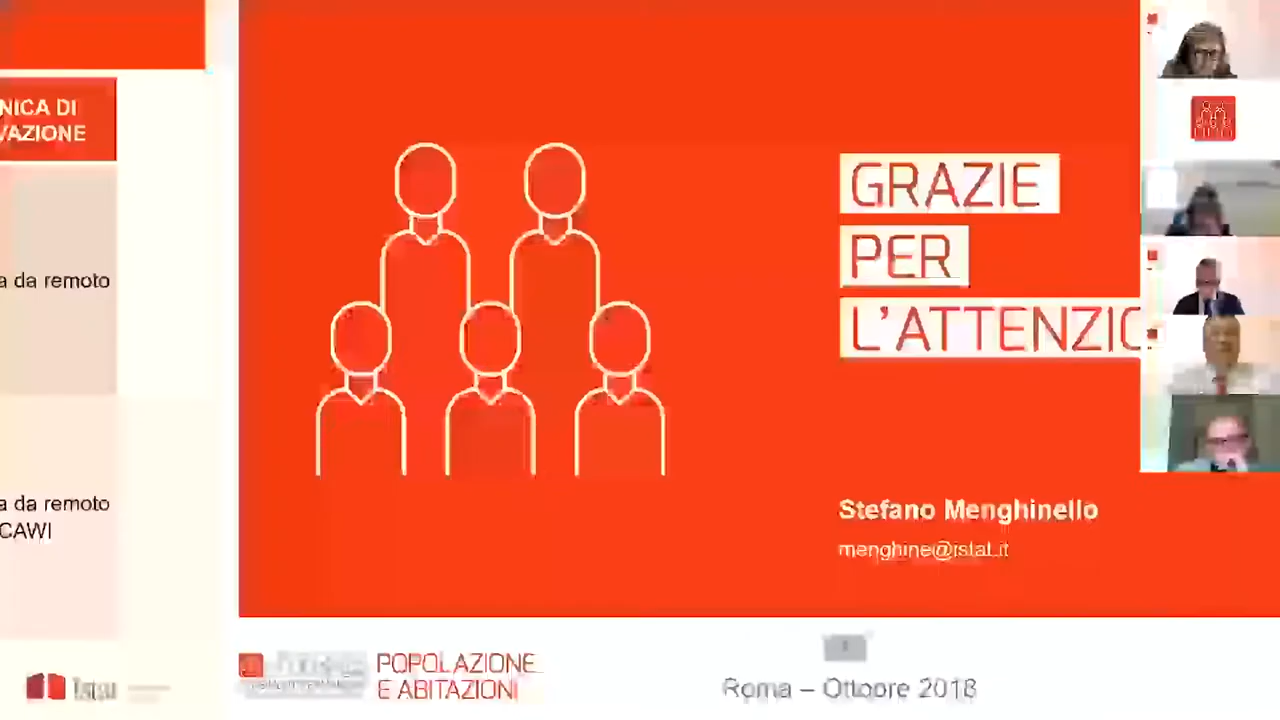 NICA DI
VAZIONE
a da remoto
a da remoto
CAWI
Istat
GRAZIE
PER
L'ATTENZIO
Stefano Menghinello
menghine@istat.it
POPOLAZIONE
E ABITAZIONI
Roma – Ottobre 2018